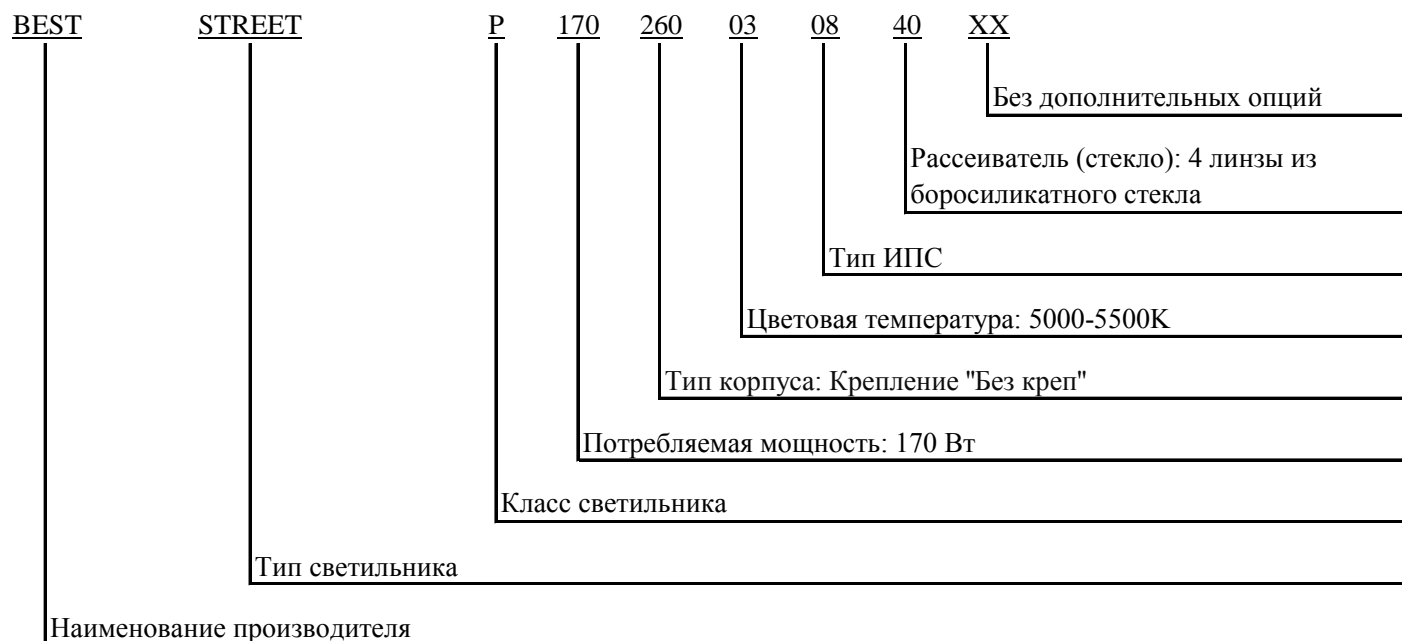 BEST STREET P 170 260 03 08 40 XX
Без дополнительных опций
Рассеиватель (стекло): 4 линзы из
боросиликатного стекла
Тип ИПС
Цветовая температура: 5000-5500K
Тип корпуса: Крепление "Без креп"
Потребляемая мощность: 170 Вт
Класс светильника
Тип светильника
Наименование производителя